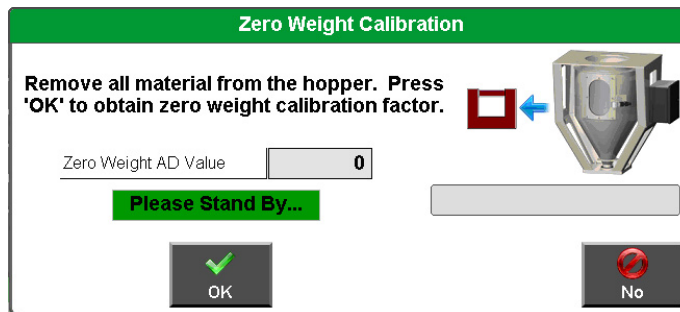 Zero Weight Calibration
Remove all material from the hopper.  Press
'OK' to obtain zero weight calibration factor.
Zero Weight AD Value
0
Please Stand By...
OK
No